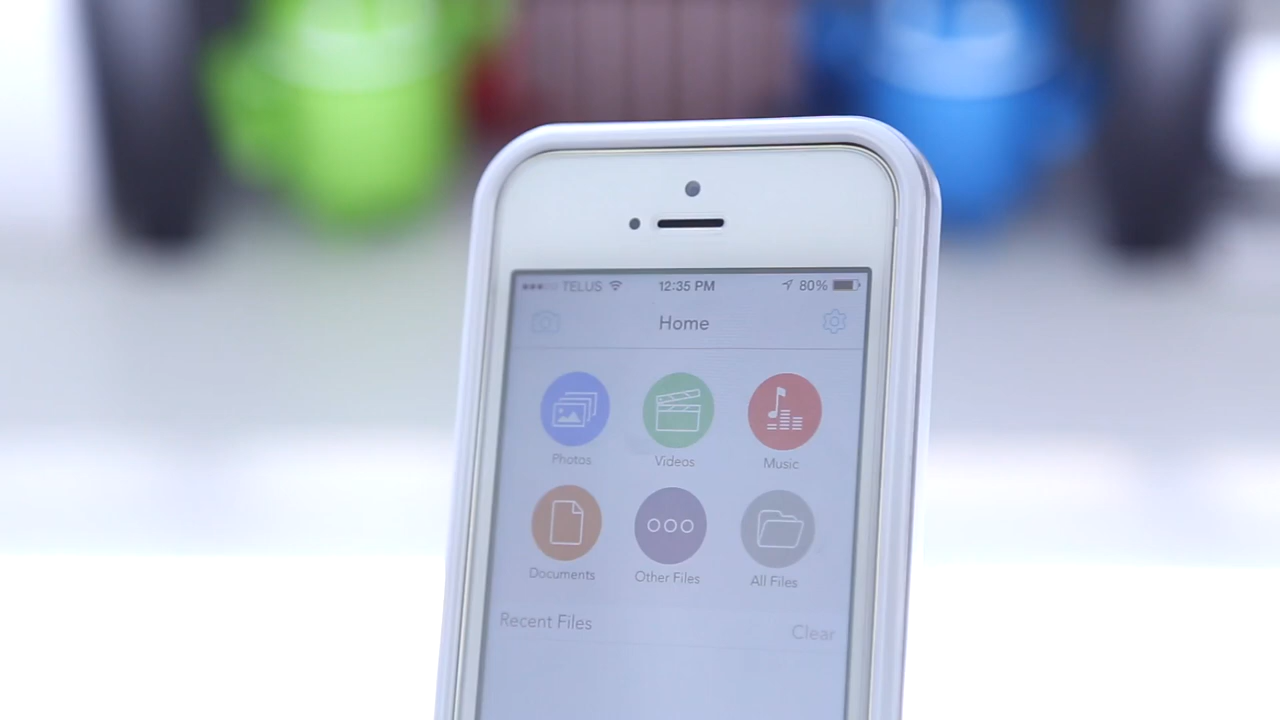 TELUS 12:35 PM 80%
Home
Photos Videos Music
Documents Other Files All Files
Recent Files Clear